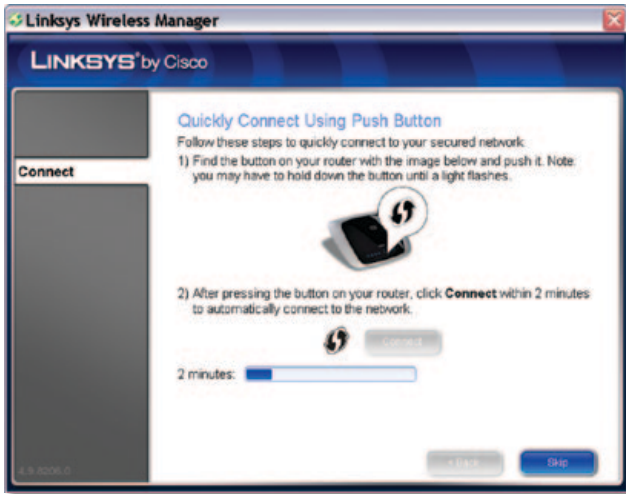 Linksys Wireless Manager
LINKSYS® by Cisco
Quickly Connect Using Push Button
Follow these steps to quickly connect to your secured network.
Connect
1) Find the button on your router with the image below and push it. Note:
you may have to hold down the button until a light flashes.
2) After pressing the button on your router, click Connect within 2 minutes
to automatically connect to the network.
Connect
2 minutes:
< Back
Skip